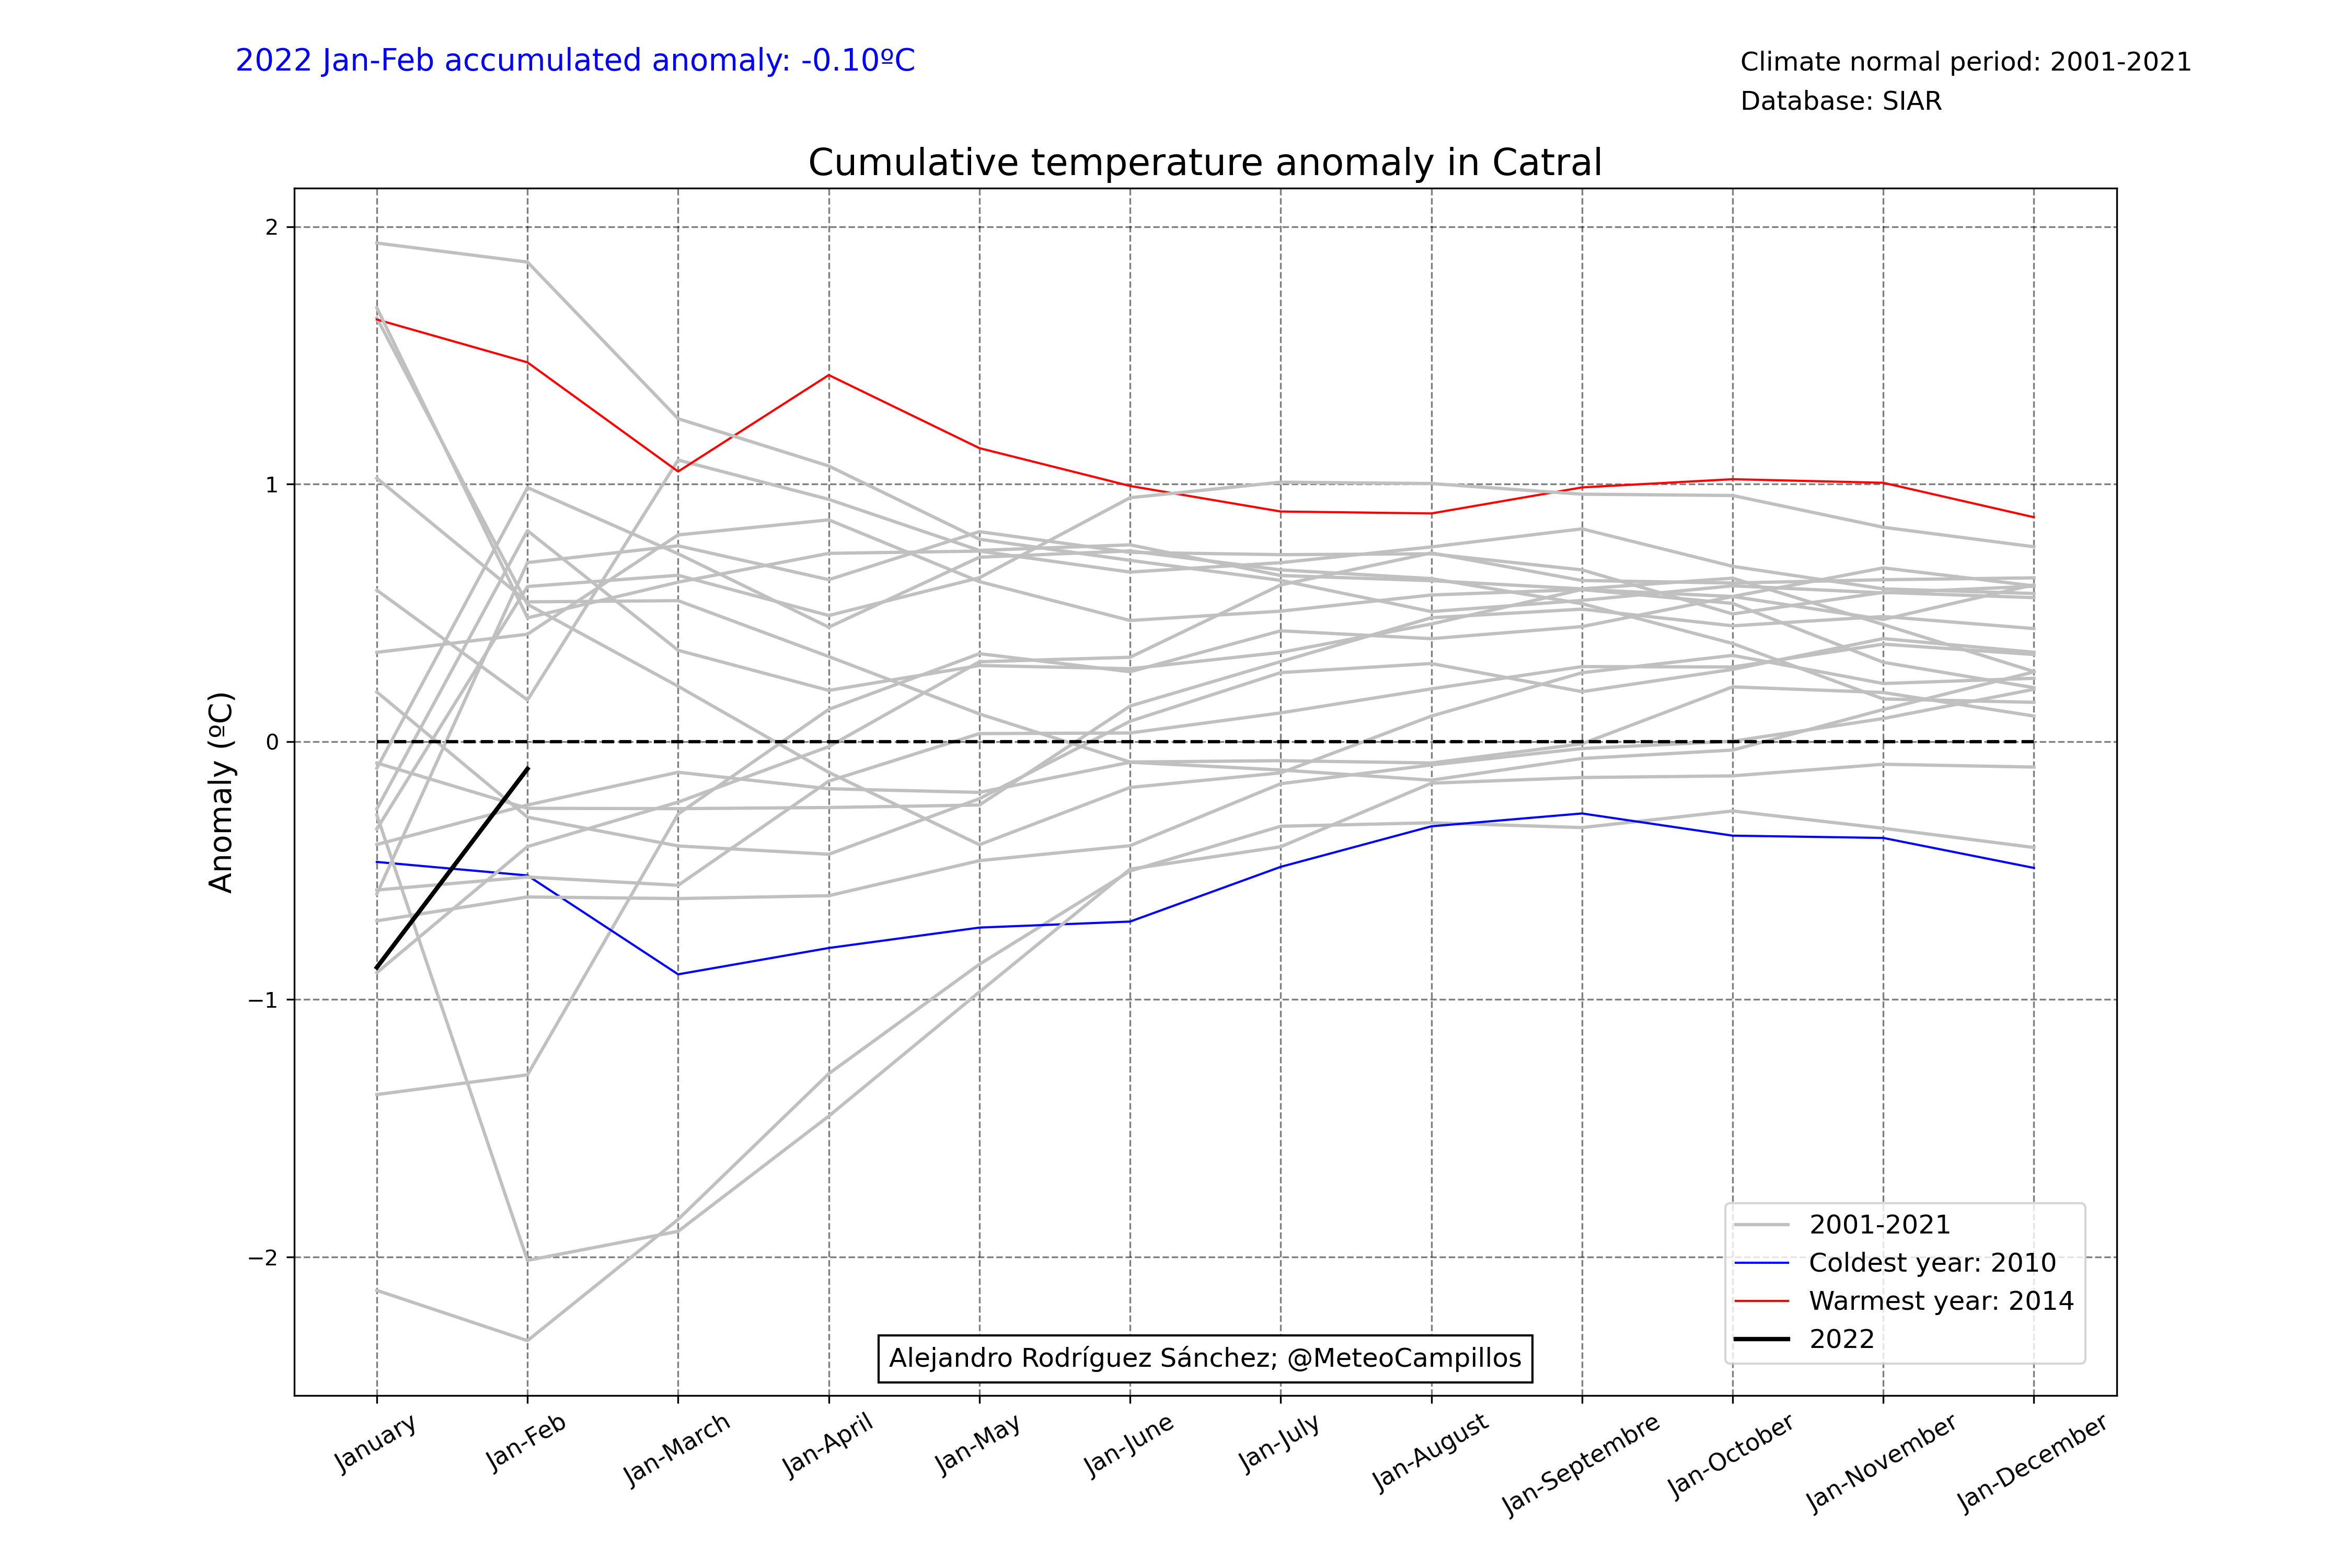 2022 Jan-Feb accumulated anomaly: -0.10ºC
Climate normal period: 2001-2021
Database: SIAR
Cumulative temperature anomaly in Catral
Anomaly (ºC)
2
1
0
−1
−2
2001-2021
Coldest year: 2010
Warmest year: 2014
2022
Alejandro Rodríguez Sánchez; @MeteoCampillos
January
Jan-Feb
Jan-March
Jan-April
Jan-May
Jan-June
Jan-July
Jan-August
Jan-Septembre
Jan-October
Jan-November
Jan-December